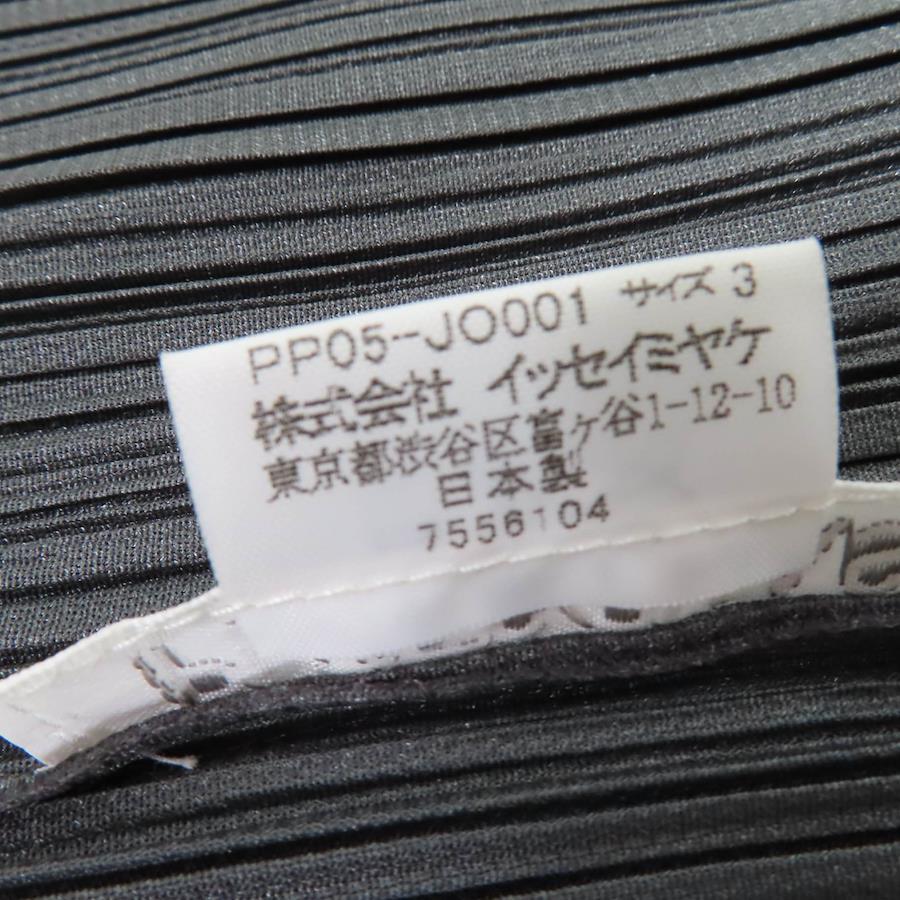 PP05-JO001 サイズ 3
株式会社 イッセイミヤケ
東京都渋谷区富ヶ谷1-12-10
日本製
7556104